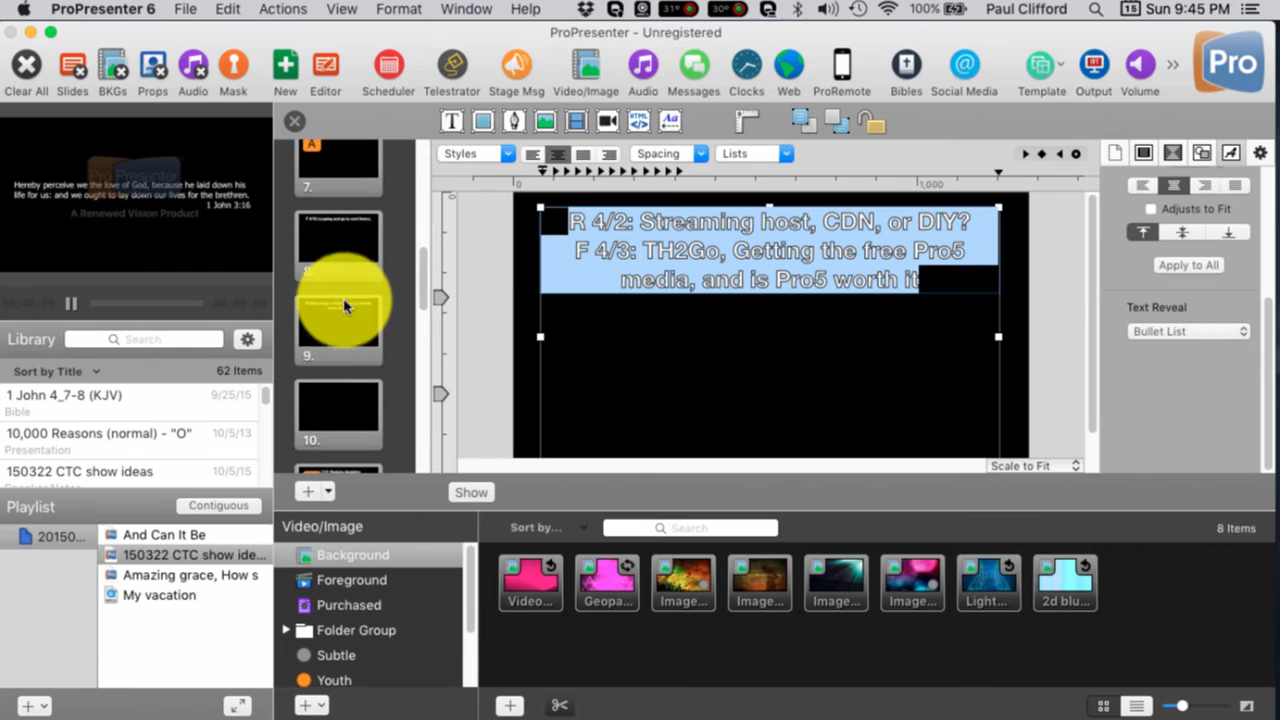 ProPresenter 6 File Edit Actions View Format Window Help 31° 30° 100% Paul Clifford 15 Sun 9:45 PM
ProPresenter - Unregistered
Clear All Slides BKGs Props Audio Mask New Editor Scheduler Telestrator Stage Msg Video/Image Audio Messages Clocks Web ProRemote Bibles Social Media Template Output Volume
Pro
T
HTML
Aa
Styles Spacing Lists
0 1,000
0
Hereby perceive we the love of God, because he laid down his
life for us: and we ought to lay down our lives for the brethren.
1 John 3:16
A Renewed Vision Product
A
7.
8.
9.
10.
R 4/2: Streaming host, CDN, or DIY?
F 4/3: TH2Go, Getting the free Pro5
media, and is Pro5 worth it
Adjusts to Fit
Apply to All
Text Reveal
Bullet List
Scale to Fit
Show
Library Search
Sort by Title 62 Items
1 John 4_7-8 (KJV) 9/25/15
Bible
10,000 Reasons (normal) - "O" 10/5/13
Presentation
150322 CTC show ideas 10/5/15
Playlist Contiguous
20150...
And Can It Be
150322 CTC show ide...
Amazing grace, How s
My vacation
Video/Image
Background
Foreground
Purchased
Folder Group
Subtle
Youth
Sort by... Search 8 Items
Video... Geopa... Image... Image... Image... Image... Light... 2d blu...